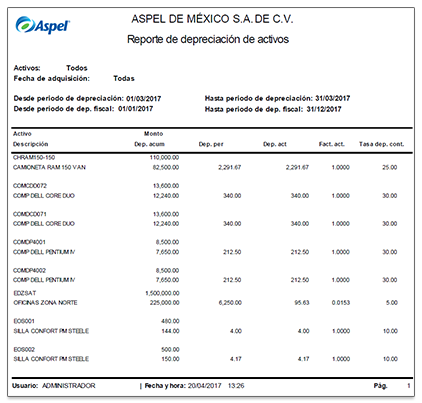 Aspel
ASPEL DE MÉXICO S.A. DE C.V.
Reporte de depreciación de activos
Activos: Todos
Fecha de adquisición: Todas
Desde periodo de depreciación: 01/03/2017 Hasta periodo de depreciación: 31/03/2017
Desde periodo de dep. fiscal: 01/01/2017 Hasta periodo de dep. fiscal: 31/12/2017
Activo Monto
Descripción Dep. acum Dep. per Dep. act Fact. act. Tasa dep. cont.
CHRAM150-150 110,000.00
CAMIONETA RAM 150 VAN 82,500.00 2,291.67 2,291.67 1.0000 25.00
COMCD0072 13,600.00
COMP DELL CORE DUO 12,240.00 340.00 340.00 1.0000 30.00
COMCD0071 13,600.00
COMP DELL CORE DUO 12,240.00 340.00 340.00 1.0000 30.00
COMDP4001 8,500.00
COMP DELL PENTIUM IV 7,650.00 212.50 212.50 1.0000 30.00
COMDP4002 8,500.00
COMP DELL PENTIUM IV 7,650.00 212.50 212.50 1.0000 30.00
EDZSAT 1,500,000.00
OFICINAS ZONA NORTE 225,000.00 6,250.00 95.63 0.0153 5.00
EOS001 480.00
SILLA CONFORT PM STEELE 144.00 4.00 4.00 1.0000 10.00
EOS002 500.00
SILLA CONFORT PM STEELE 150.00 4.17 4.17 1.0000 10.00
Usuario: ADMINISTRADOR | Fecha y hora: 20/04/2017 13:26 Pág. 1